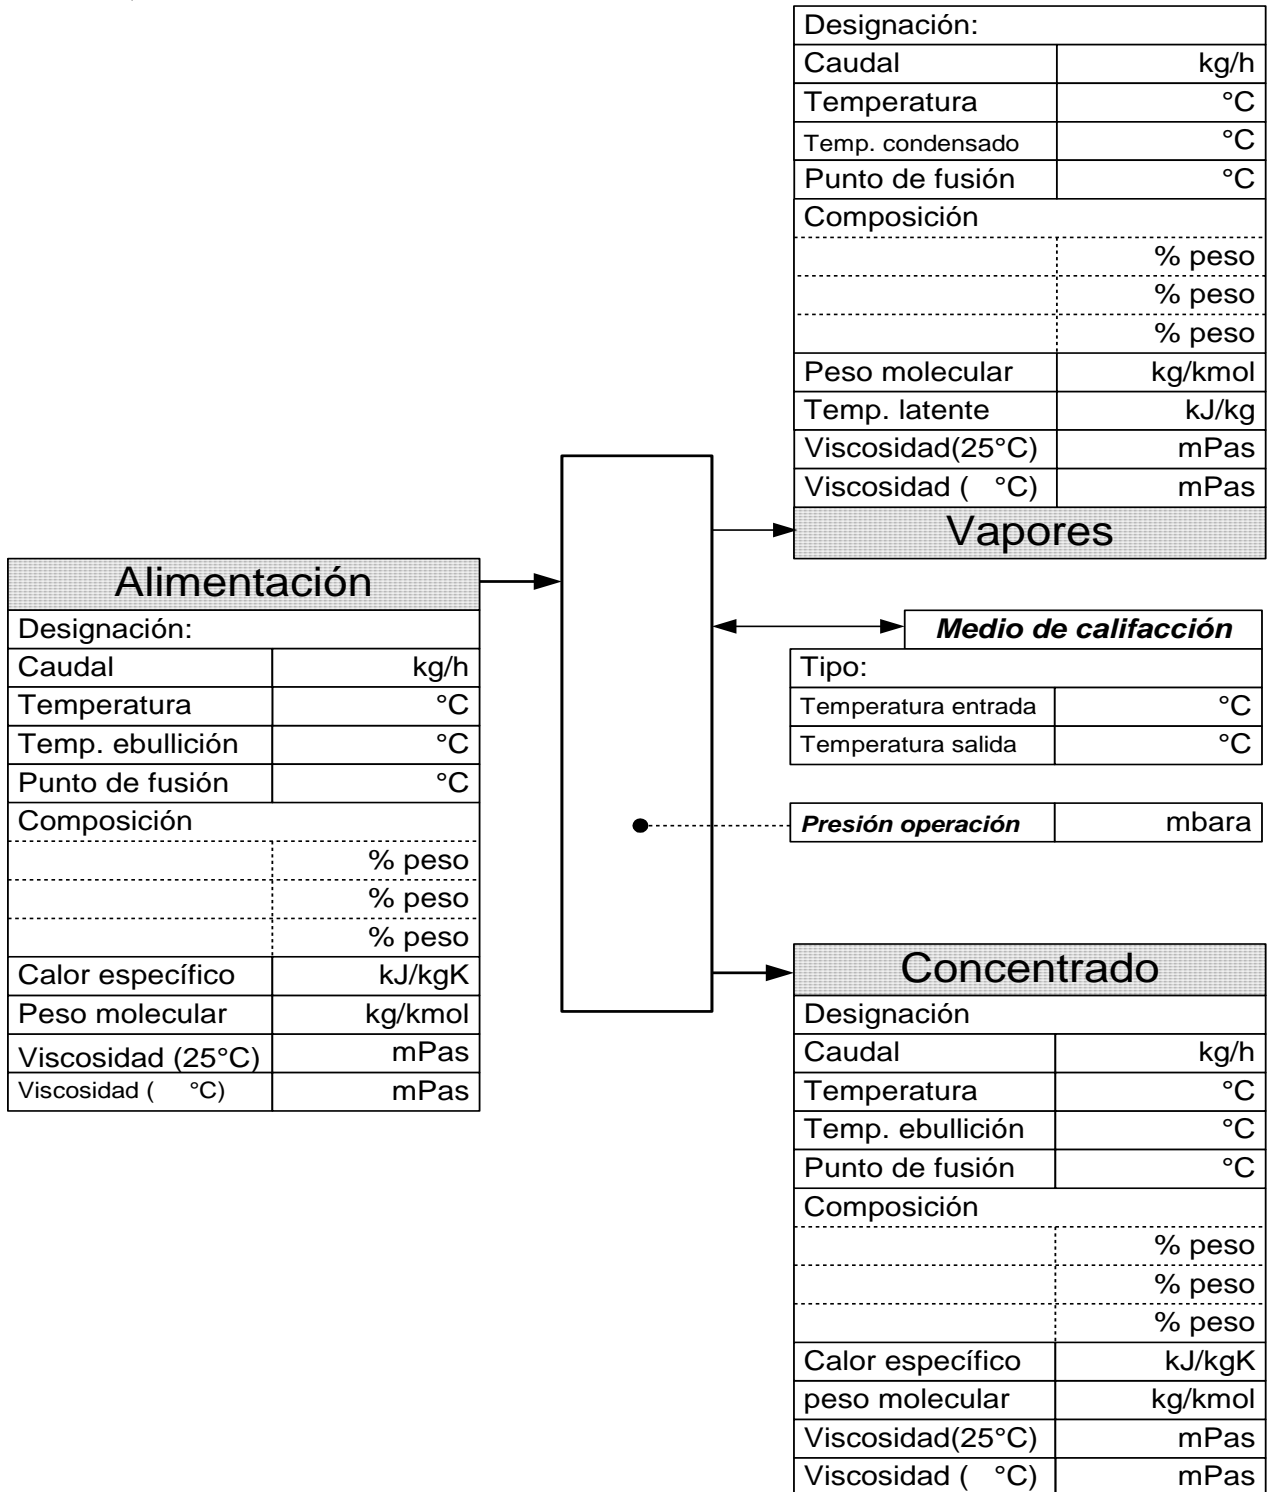 Designación:
Caudal kg/h
Temperatura °C
Temp. condensado °C
Punto de fusión °C
Composición
% peso
% peso
% peso
Peso molecular kg/kmol
Temp. latente kJ/kg
Viscosidad(25°C) mPas
Viscosidad ( °C) mPas
Vapores
Alimentación
Designación:
Caudal kg/h
Temperatura °C
Temp. ebullición °C
Punto de fusión °C
Composición
% peso
% peso
% peso
Calor específico kJ/kgK
Peso molecular kg/kmol
Viscosidad (25°C) mPas
Viscosidad ( °C) mPas
Medio de califacción
Tipo:
Temperatura entrada °C
Temperatura salida °C
Presión operación mbara
Concentrado
Designación
Caudal kg/h
Temperatura °C
Temp. ebullición °C
Punto de fusión °C
Composición
% peso
% peso
% peso
Calor específico kJ/kgK
peso molecular kg/kmol
Viscosidad(25°C) mPas
Viscosidad ( °C) mPas